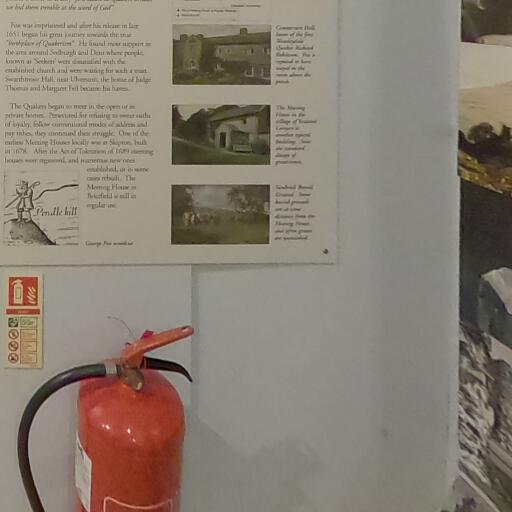 we bid them tremble at the word of God"
Fox was imprisoned and after his release in late
1651 began his great journey towards the true
"birthplace of Quakerism". He found most support in
the area around Sedburgh and Dent where people,
known as 'Seekers' were dissatisfied with the
established church and were waiting for such a man.
Swarthmoor Hall, near Ulverston, the home of Judge
Thomas and Margaret Fell became his haven.
The Quakers began to meet in the open or in
private homes. Persecuted for refusing to swear oaths
of loyalty, follow conventional modes of address and
pay tithes, they continued their struggle. One of the
earliest Meeting Houses locally was at Skipton, built
in 1678. After the Act of Toleration of 1689 meeting
houses were registered, and numerous new ones
established, or in some
cases rebuilt. The
Meeting House in
Brierfield is still in
regular use.
Pendle hill
George Fox woodcut
Countersett Hall,
home of the first
Wensleydale
Quaker Richard
Robinson. Fox is
reputed to have
stayed in the
room above the
porch.
The Meeting
House in the
village of Yealand
Conyers is
another typical
building. Note
the standard
design of
gravestones.
Ground. Some
burial grounds
are at some
distance from the
Meeting House,
and often graves
are unmarked.